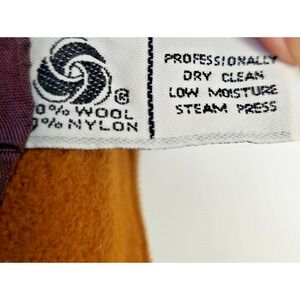 0% WOOL
0% NYLON
PROFESSIONALLY
DRY CLEAN
LOW MOISTURE
STEAM PRESS